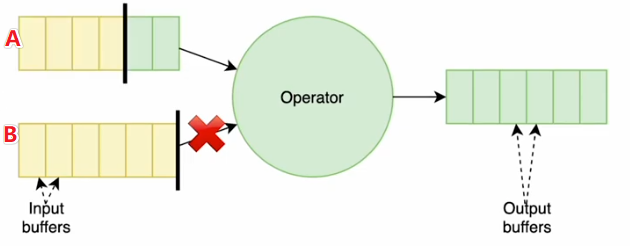 A
Operator
B
Input
buffers
Output
buffers